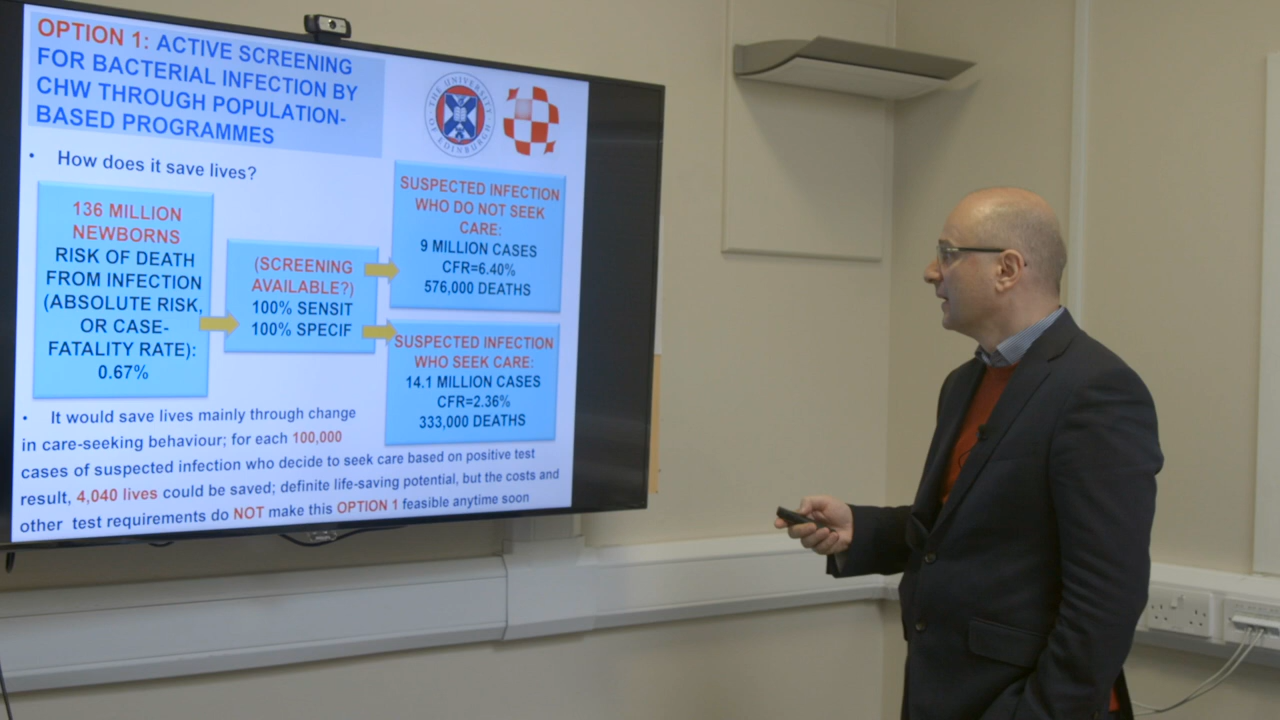 OPTION 1: ACTIVE SCREENING
FOR BACTERIAL INFECTION BY
CHW THROUGH POPULATION-
BASED PROGRAMMES
THE UNIVERSITY
OF EDINBURGH
• How does it save lives?
136 MILLION
NEWBORNS
RISK OF DEATH
FROM INFECTION
(ABSOLUTE RISK,
OR CASE-
FATALITY RATE):
0.67%
(SCREENING
AVAILABLE?)
100% SENSIT
100% SPECIF
SUSPECTED INFECTION
WHO DO NOT SEEK
CARE:
9 MILLION CASES
CFR=6.40%
576,000 DEATHS
SUSPECTED INFECTION
WHO SEEK CARE:
14.1 MILLION CASES
CFR=2.36%
333,000 DEATHS
• It would save lives mainly through change
in care-seeking behaviour; for each 100,000
cases of suspected infection who decide to seek care based on positive test
result, 4,040 lives could be saved; definite life-saving potential, but the costs and
other test requirements do NOT make this OPTION 1 feasible anytime soon